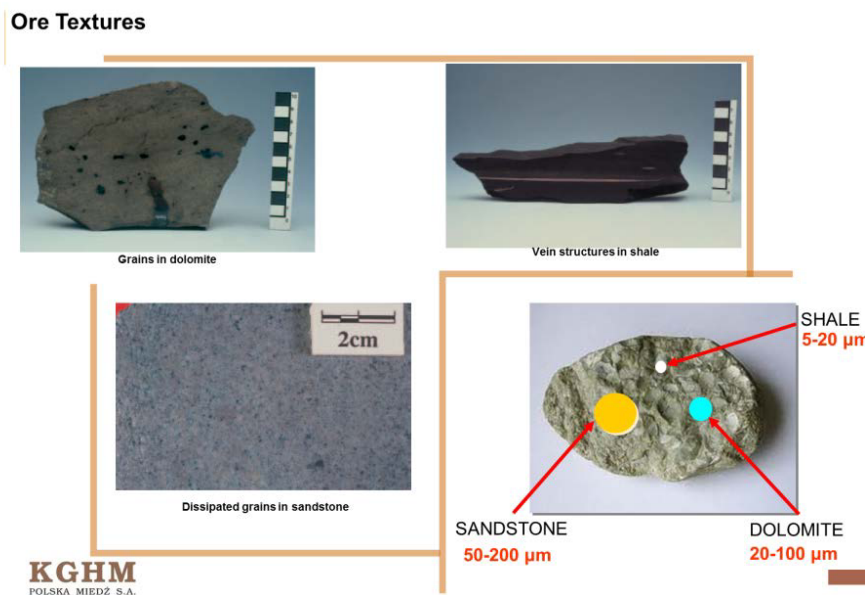 Ore Textures
Grains in dolomite
Vein structures in shale
2cm
Dissipated grains in sandstone
SHALE
5-20 µm
SANDSTONE
50-200 µm
DOLOMITE
20-100 µm
KGHM
POLSKA MIEDŹ S.A.